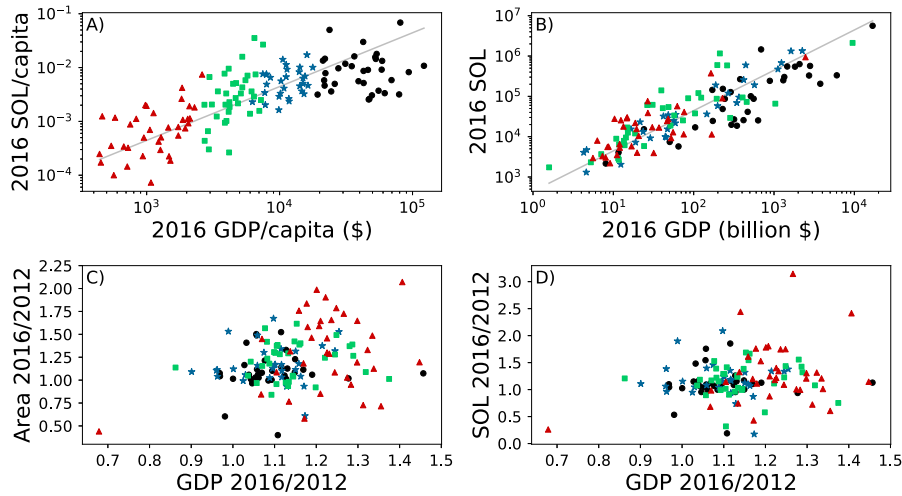 A)
2016 SOL/capita
10⁻¹
10⁻²
10⁻³
10⁻⁴
10³ 10⁴ 10⁵
2016 GDP/capita ($)
B)
2016 SOL
10⁷
10⁶
10⁵
10⁴
10³
10⁰ 10¹ 10² 10³ 10⁴
2016 GDP (billion $)
C)
Area 2016/2012
2.25
2.00
1.75
1.50
1.25
1.00
0.75
0.50
0.7 0.8 0.9 1.0 1.1 1.2 1.3 1.4 1.5
GDP 2016/2012
D)
SOL 2016/2012
3.0
2.5
2.0
1.5
1.0
0.5
0.0
0.7 0.8 0.9 1.0 1.1 1.2 1.3 1.4 1.5
GDP 2016/2012